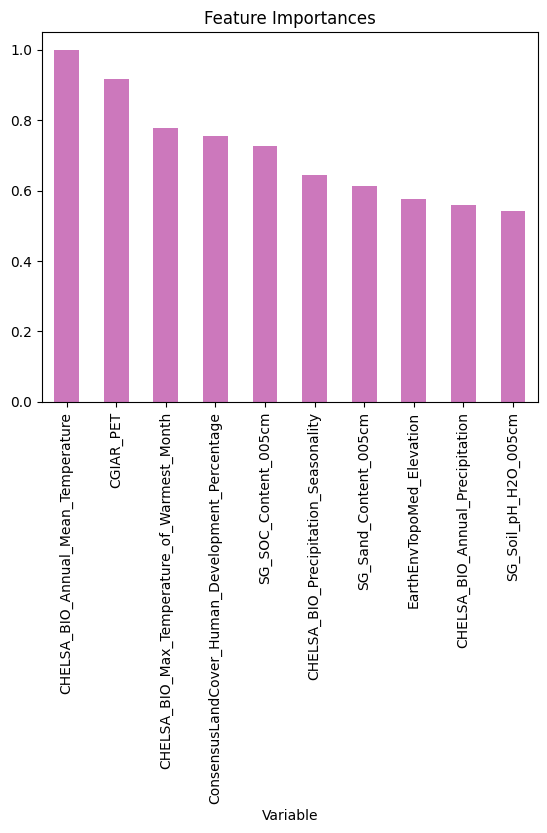 Feature Importances
1.0
0.8
0.6
0.4
0.2
0.0
CHELSA_BIO_Annual_Mean_Temperature
CGIAR_PET
CHELSA_BIO_Max_Temperature_of_Warmest_Month
ConsensusLandCover_Human_Development_Percentage
SG_SOC_Content_005cm
CHELSA_BIO_Precipitation_Seasonality
SG_Sand_Content_005cm
EarthEnvTopoMed_Elevation
CHELSA_BIO_Annual_Precipitation
SG_Soil_pH_H2O_005cm
Variable